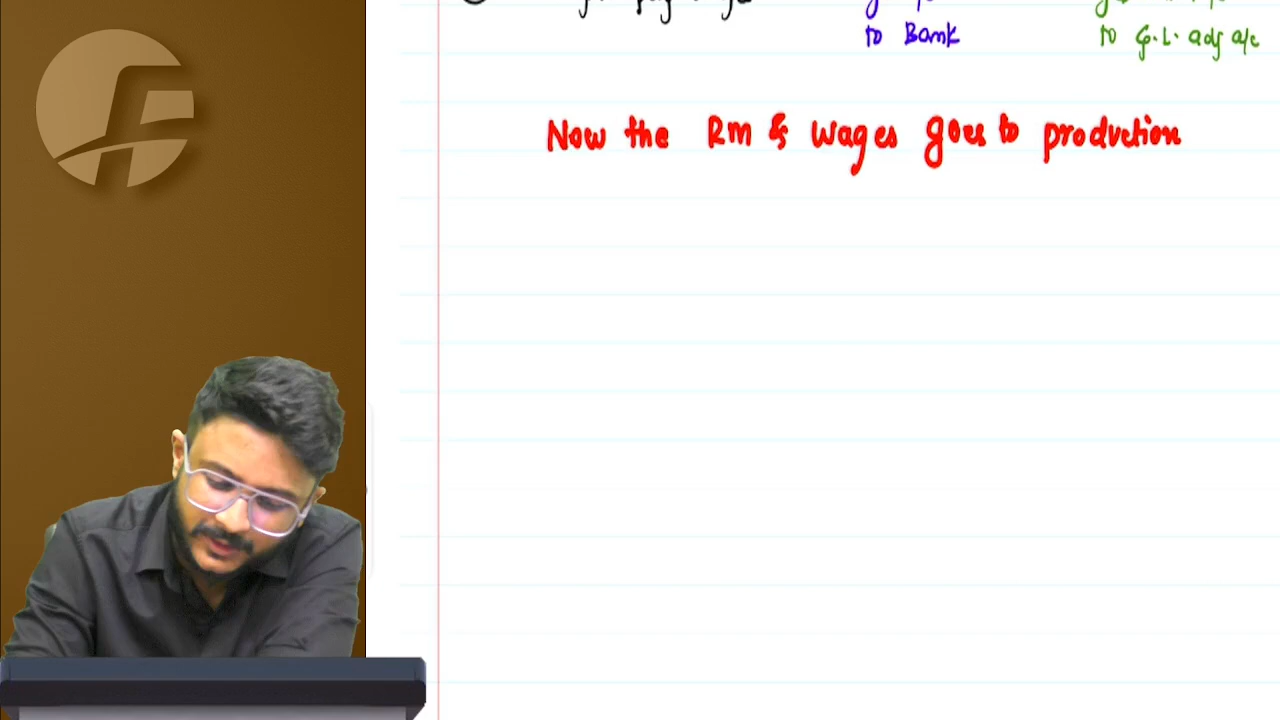 to Bank
to G.L. adj a/c
Now the Rm & wages goes to production